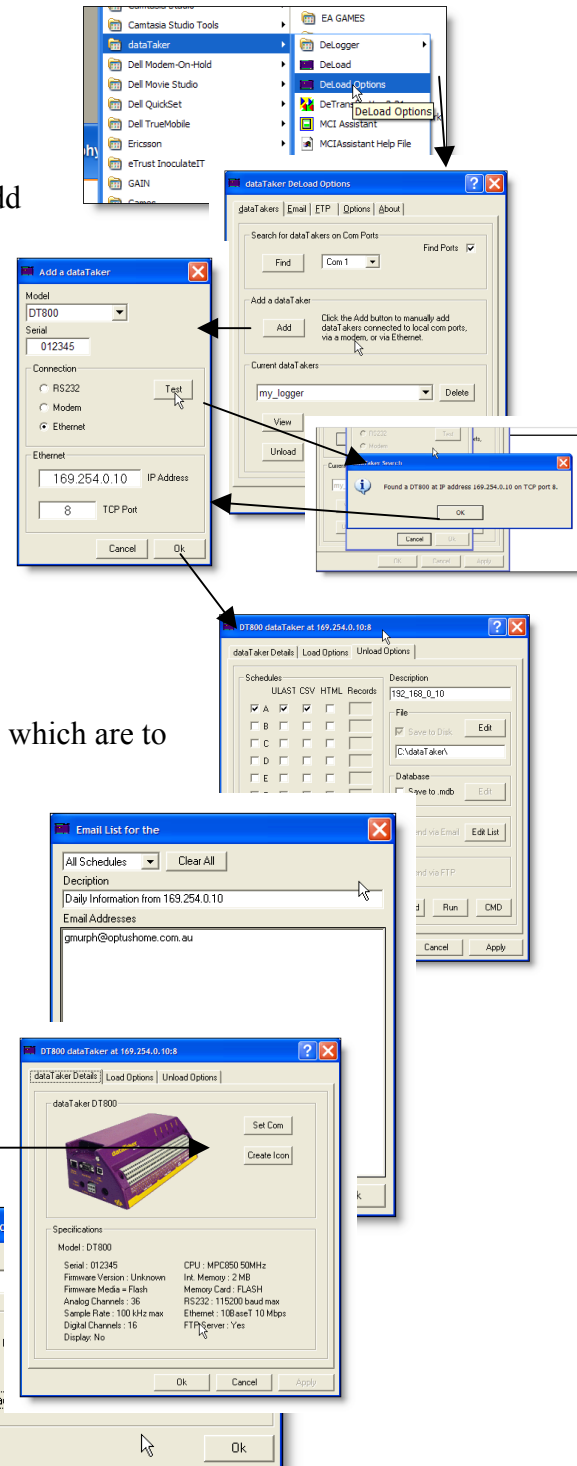 Camtasia Studio Tools
dataTaker
Dell Modem-On-Hold
Dell Movie Studio
Dell QuickSet
Dell TrueMobile
Ericsson
eTrust InoculateIT
GAIN
EA GAMES
DeLogger
DeLoad
DeLoad Options
DeLoad Options
MCI Assistant
MCIAssistant Help File
dataTaker DeLoad Options
dataTakers Email FTP Options About
Search for dataTakers on Com Ports
Find Ports
Find Com 1
Add a dataTaker
Add
Click the Add button to manually add
dataTakers connected to local com ports,
via a modem, or via Ethernet.
Current dataTakers
my_logger Delete
View
Unload
Add a dataTaker
Model
DT800
Serial
012345
Connection
RS232 Test
Modem
Ethernet
Ethernet
169.254.0.10 IP Address
8 TCP Port
Cancel Ok
Found a DT800 at IP address 169.254.0.10 on TCP port 8.
OK
Cancel Ok
OK Cancel Apply
DT800 dataTaker at 169.254.0.10:8
dataTaker Details Load Options Unload Options
Schedules
ULAST CSV HTML Records
A
B
C
D
E
Description
192_168_0_10
File
Save to Disk Edit
C:\dataTaker\
Database
Save to .mdb Edit
via Email Edit List
via FTP
Run CMD
Cancel Apply
which are to
Email List for the
All Schedules Clear All
Decription
Daily Information from 169.254.0.10
Email Addresses
gmurph@optushome.com.au
DT800 dataTaker at 169.254.0.10:8
dataTaker Details Load Options Unload Options
dataTaker DT800
Set Com
Create Icon
Specifications
Model : DT800
Serial : 012345
Firmware Version : Unknown
Firmware Media = Flash
Analog Channels : 36
Sample Rate : 100 kHz max
Digital Channels : 16
Display: No
CPU : MPC850 50MHz
Int. Memory : 2 MB
Memory Card : FLASH
RS232 : 115200 baud max
Ethernet : 10BaseT 10 Mbps
FTP Server : Yes
Ok Cancel Apply
Ok